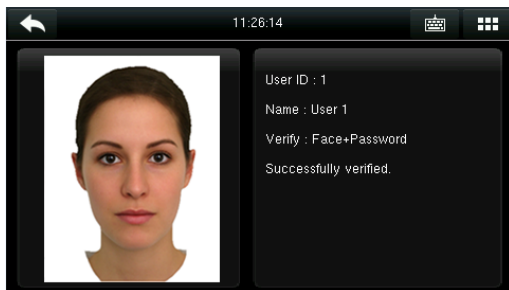 11:26:14
User ID : 1
Name : User 1
Verify : Face+Password
Successfully verified.